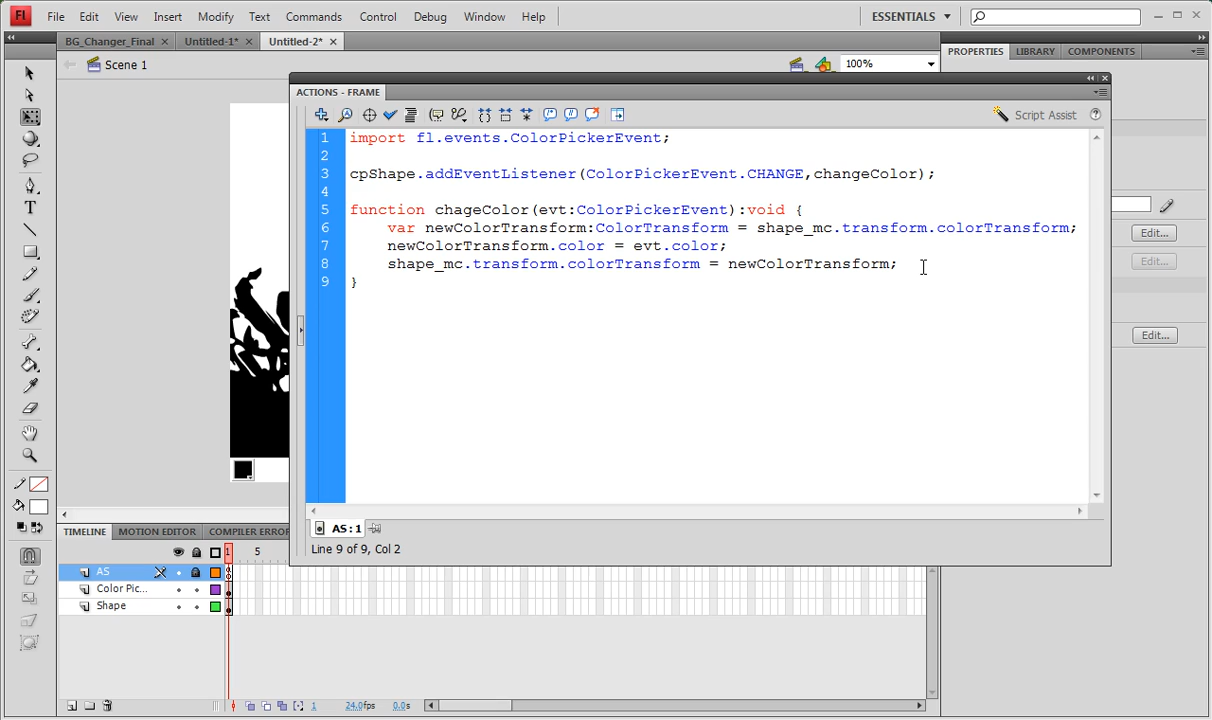 Fl File Edit View Insert Modify Text Commands Control Debug Window Help ESSENTIALS
BG_Changer_Final Untitled-1* Untitled-2* PROPERTIES LIBRARY COMPONENTS
Scene 1 100%
ACTIONS - FRAME
Script Assist
1 import fl.events.ColorPickerEvent;
2
3 cpShape.addEventListener(ColorPickerEvent.CHANGE,changeColor);
4
5 function chageColor(evt:ColorPickerEvent):void {
6 var newColorTransform:ColorTransform = shape_mc.transform.colorTransform;
7 newColorTransform.color = evt.color;
8 shape_mc.transform.colorTransform = newColorTransform;
9 }
Edit...
Edit...
Edit...
AS:1
Line 9 of 9, Col 2
TIMELINE MOTION EDITOR COMPILER ERRO
1 5
AS
Color Pic...
Shape
1 24.0fps 0.0s